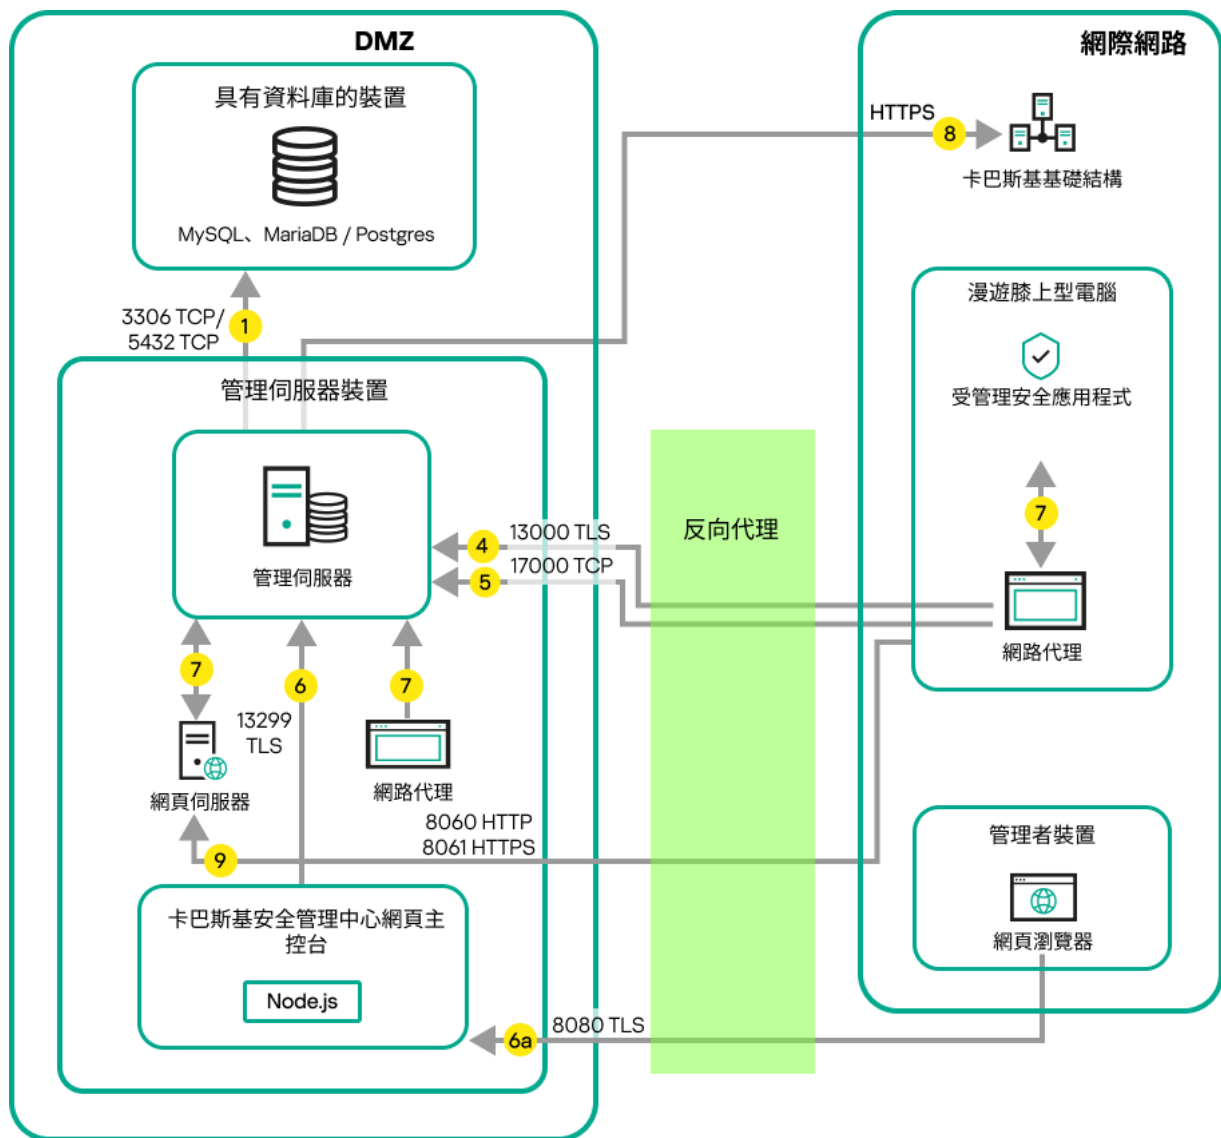 DMZ
具有資料庫的裝置
MySQL、MariaDB / Postgres
3306 TCP/
5432 TCP
1
管理伺服器裝置
管理伺服器
4
13000 TLS
5
17000 TCP
7
6
7
13299
TLS
網頁伺服器
網路代理
8060 HTTP
8061 HTTPS
9
卡巴斯基安全管理中心網頁主
控台
Node.js
6a
8080 TLS
反向代理
網際網路
HTTPS
8
卡巴斯基基礎結構
漫遊膝上型電腦
受管理安全應用程式
7
網路代理
管理者裝置
網頁瀏覽器